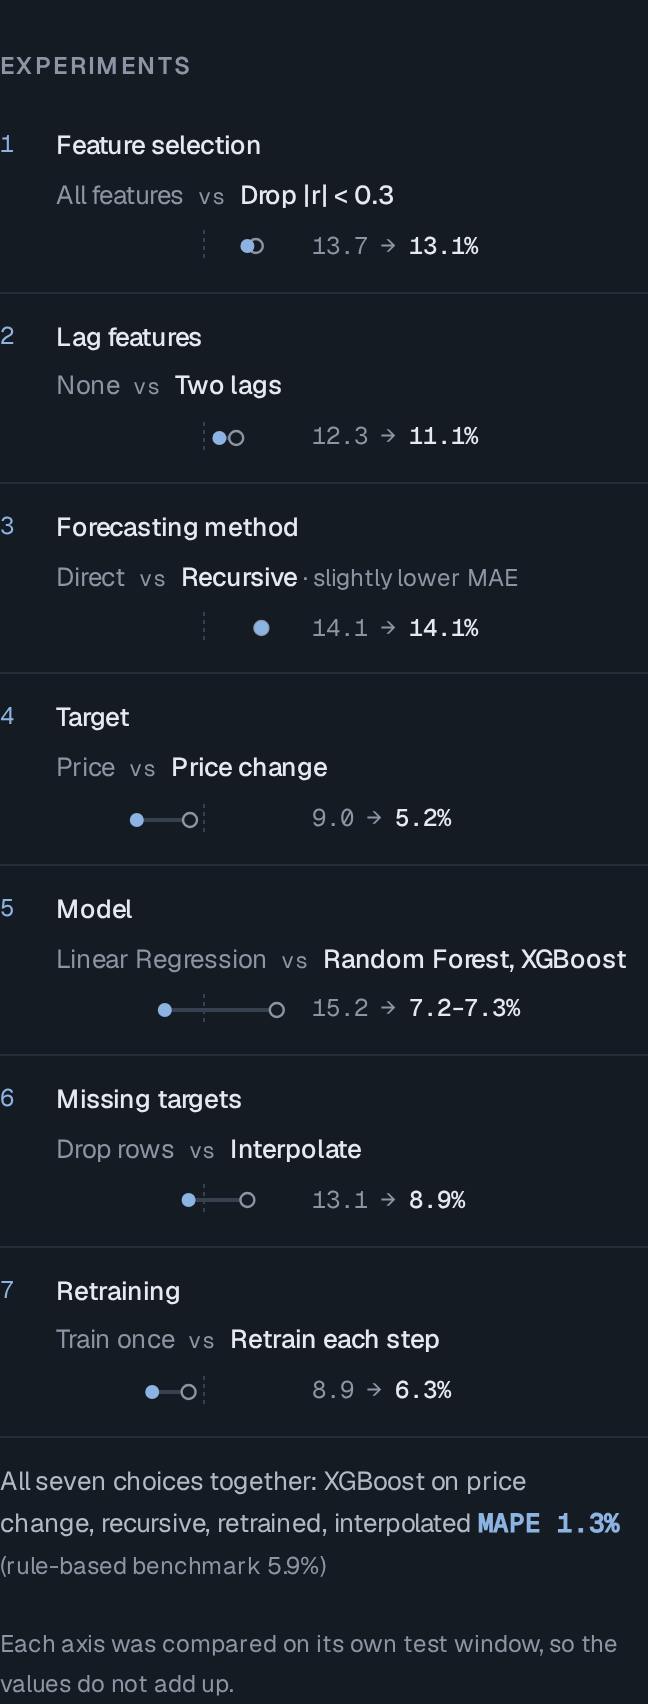 EXPERIMENTS
1 Feature selection
All features vs Drop |r| < 0.3
13.7 → 13.1%
2 Lag features
None vs Two lags
12.3 → 11.1%
3 Forecasting method
Direct vs Recursive · slightly lower MAE
14.1 → 14.1%
4 Target
Price vs Price change
9.0 → 5.2%
5 Model
Linear Regression vs Random Forest, XGBoost
15.2 → 7.2–7.3%
6 Missing targets
Drop rows vs Interpolate
13.1 → 8.9%
7 Retraining
Train once vs Retrain each step
8.9 → 6.3%
All seven choices together: XGBoost on price
change, recursive, retrained, interpolated MAPE 1.3%
(rule-based benchmark 5.9%)
Each axis was compared on its own test window, so the
values do not add up.